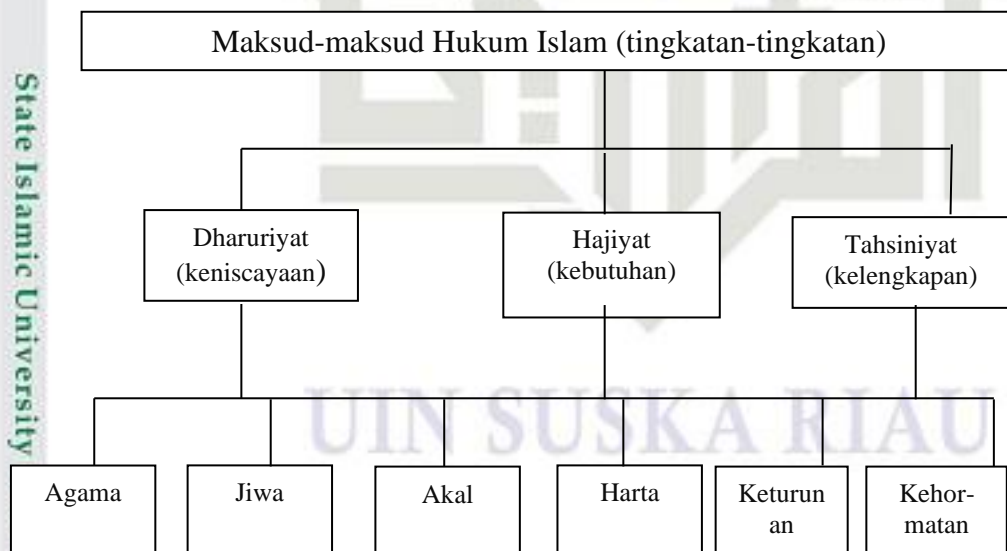 Maksud-maksud Hukum Islam (tingkatan-tingkatan)
Dharuriyat
(keniscayaan)
Hajiyat
(kebutuhan)
Tahsiniyat
(kelengkapan)
Agama
Jiwa
Akal
Harta
Keturun
an
Kehor-
matan
State Islamic University
UIN SUSKA RIAU